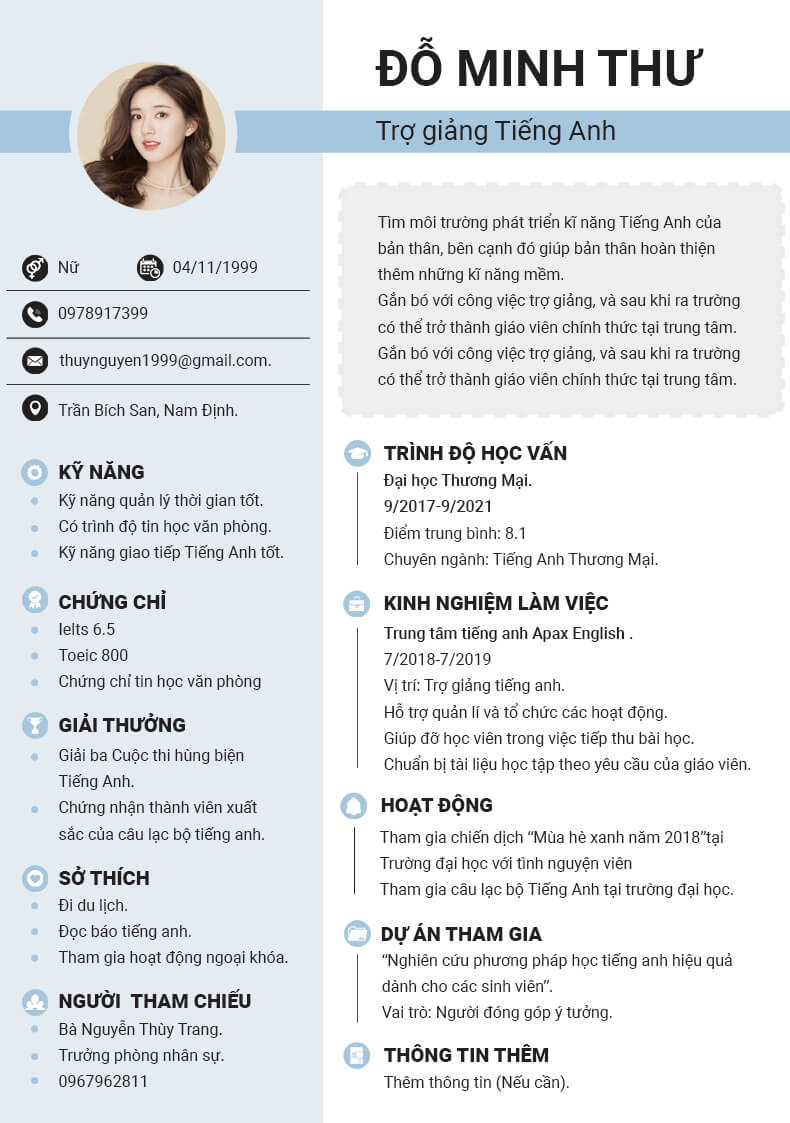 ĐỖ MINH THƯ
Trợ giảng Tiếng Anh
Nữ
04/11/1999
0978917399
thuynguyen1999@gmail.com.
Trần Bích San, Nam Định.
KỸ NĂNG
Kỹ năng quản lý thời gian tốt.
Có trình độ tin học văn phòng.
Kỹ năng giao tiếp Tiếng Anh tốt.
CHỨNG CHỈ
Ielts 6.5
Toeic 800
Chứng chỉ tin học văn phòng
GIẢI THƯỞNG
Giải ba Cuộc thi hùng biện
Tiếng Anh.
Chứng nhận thành viên xuất
sắc của câu lạc bộ tiếng anh.
SỞ THÍCH
Đi du lịch.
Đọc báo tiếng anh.
Tham gia hoạt động ngoại khóa.
NGƯỜI  THAM CHIẾU
Bà Nguyễn Thùy Trang.
Trưởng phòng nhân sự.
0967962811
Tìm môi trường phát triển kĩ năng Tiếng Anh của
bản thân, bên cạnh đó giúp bản thân hoàn thiện
thêm những kĩ năng mềm.
Gắn bó với công việc trợ giảng, và sau khi ra trường
có thể trở thành giáo viên chính thức tại trung tâm.
Gắn bó với công việc trợ giảng, và sau khi ra trường
có thể trở thành giáo viên chính thức tại trung tâm.
TRÌNH ĐỘ HỌC VẤN
Đại học Thương Mại.
9/2017-9/2021
Điểm trung bình: 8.1
Chuyên ngành: Tiếng Anh Thương Mại.
KINH NGHIỆM LÀM VIỆC
Trung tâm tiếng anh Apax English .
7/2018-7/2019
Vị trí: Trợ giảng tiếng anh.
Hỗ trợ quản lí và tổ chức các hoạt động.
Giúp đỡ học viên trong việc tiếp thu bài học.
Chuẩn bị tài liệu học tập theo yêu cầu của giáo viên.
HOẠT ĐỘNG
Tham gia chiến dịch “Mùa hè xanh năm 2018”tại
Trường đại học với tình nguyện viên
Tham gia câu lạc bộ Tiếng Anh tại trường đại học.
DỰ ÁN THAM GIA
“Nghiên cứu phương pháp học tiếng anh hiệu quả
dành cho các sinh viên”.
Vai trò: Người đóng góp ý tưởng.
THÔNG TIN THÊM
Thêm thông tin (Nếu cần).